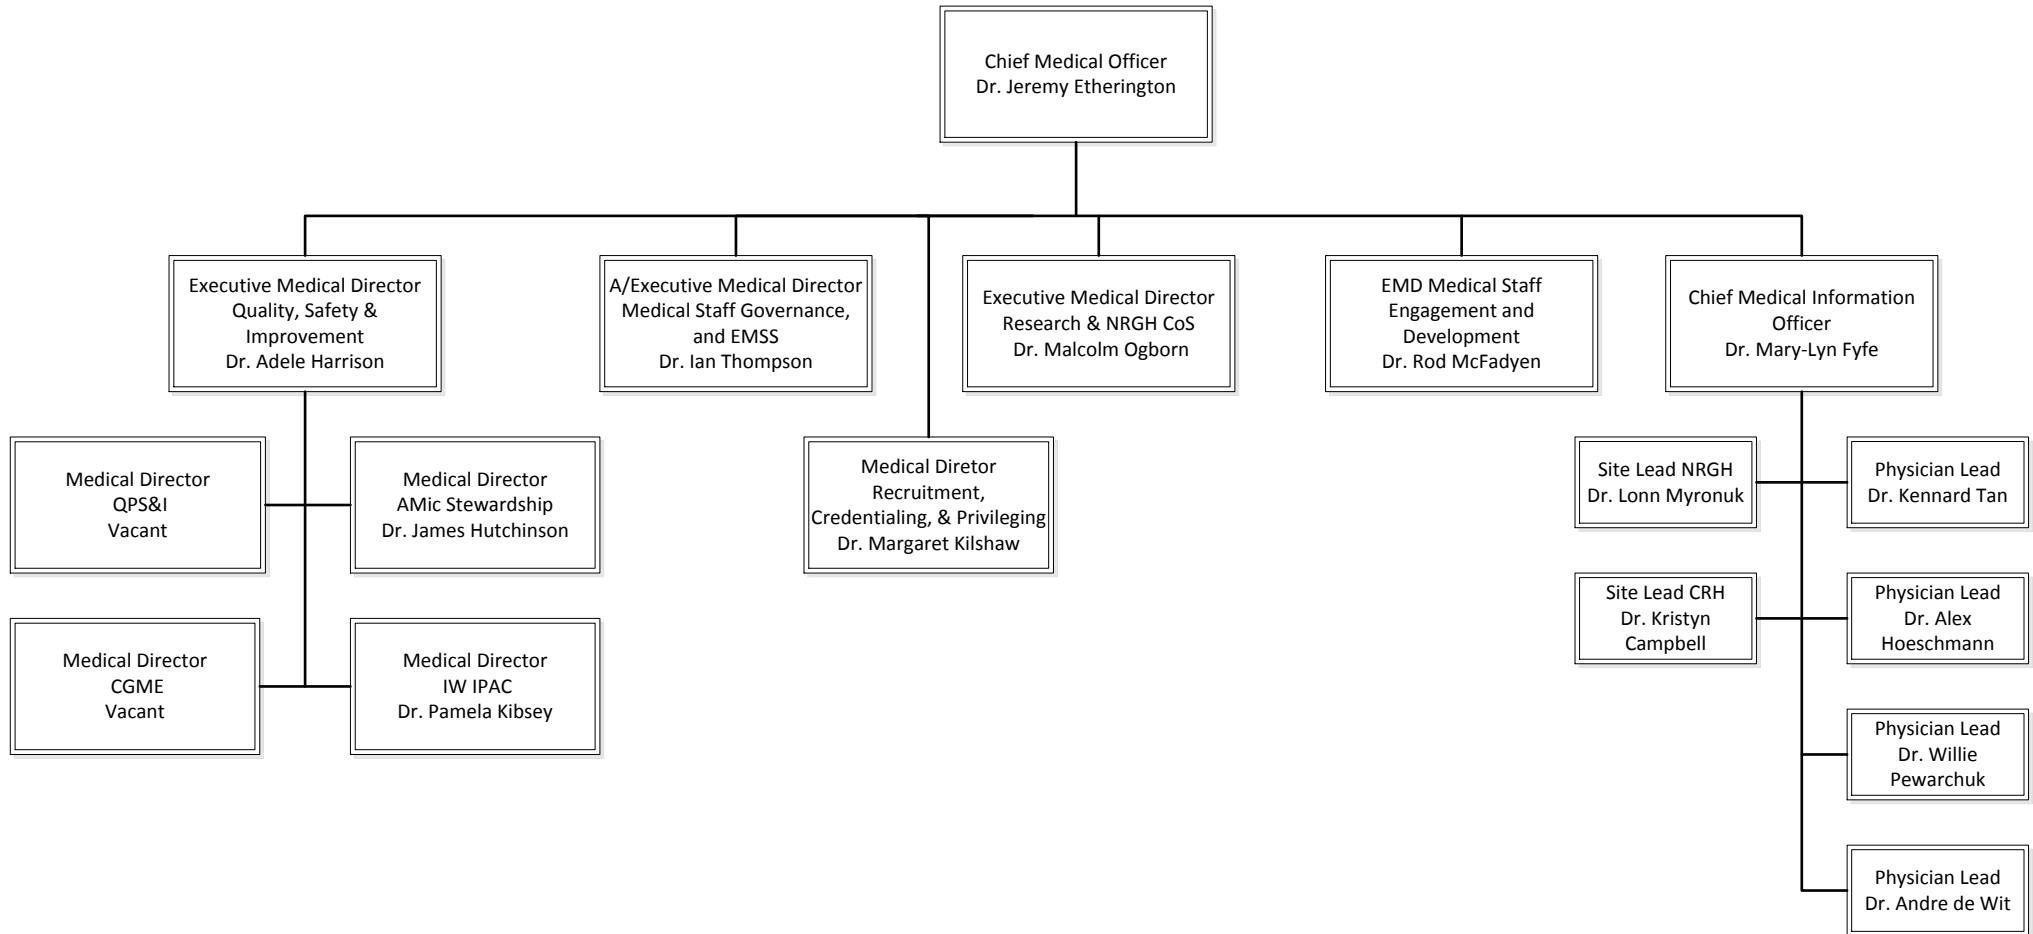 Chief Medical Officer
Dr. Jeremy Etherington
Executive Medical Director
Quality, Safety &
Improvement
Dr. Adele Harrison
A/Executive Medical Director
Medical Staff Governance,
and EMSS
Dr. Ian Thompson
Executive Medical Director
Research & NRGH CoS
Dr. Malcolm Ogborn
EMD Medical Staff
Engagement and
Development
Dr. Rod McFadyen
Chief Medical Information
Officer
Dr. Mary-Lyn Fyfe
Medical Director
QPS&I
Vacant
Medical Director
AMic Stewardship
Dr. James Hutchinson
Medical Diretor
Recruitment,
Credentialing, & Privileging
Dr. Margaret Kilshaw
Site Lead NRGH
Dr. Lonn Myronuk
Physician Lead
Dr. Kennard Tan
Site Lead CRH
Dr. Kristyn
Campbell
Physician Lead
Dr. Alex
Hoeschmann
Medical Director
CGME
Vacant
Medical Director
IW IPAC
Dr. Pamela Kibsey
Physician Lead
Dr. Willie
Pewarchuk
Physician Lead
Dr. Andre de Wit